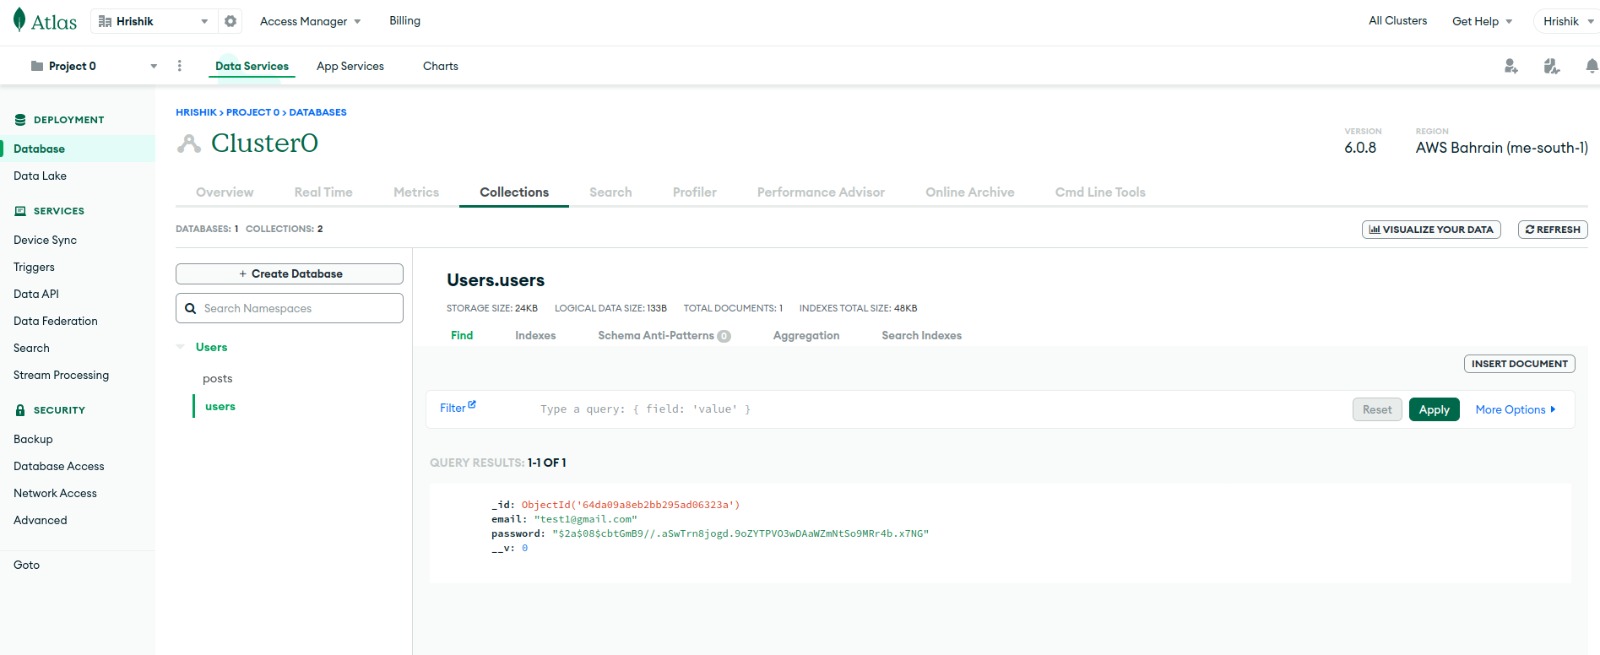 Atlas Hrishik Access Manager Billing All Clusters Get Help Hrishik
Project 0 Data Services App Services Charts
DEPLOYMENT
Database
Data Lake
SERVICES
Device Sync
Triggers
Data API
Data Federation
Search
Stream Processing
SECURITY
Backup
Database Access
Network Access
Advanced
Goto
HRISHIK > PROJECT 0 > DATABASES
Cluster0
VERSION
6.0.8
REGION
AWS Bahrain (me-south-1)
Overview Real Time Metrics Collections Search Profiler Performance Advisor Online Archive Cmd Line Tools
DATABASES: 1 COLLECTIONS: 2
VISUALIZE YOUR DATA REFRESH
+ Create Database
Search Namespaces
Users
posts
users
Users.users
STORAGE SIZE: 24KB LOGICAL DATA SIZE: 133B TOTAL DOCUMENTS: 1 INDEXES TOTAL SIZE: 48KB
Find Indexes Schema Anti-Patterns 0 Aggregation Search Indexes
INSERT DOCUMENT
Filter Type a query: { field: 'value' } Reset Apply More Options
QUERY RESULTS: 1-1 OF 1
_id: ObjectId('64da09a8eb2bb295ad06323a')
email: "test1@gmail.com"
password: "$2a$08$cbtGmB9//.aSwTrn8jogd.9oZYTPVO3wDAaWZmNtSo9MRr4b.x7NG"
__v: 0